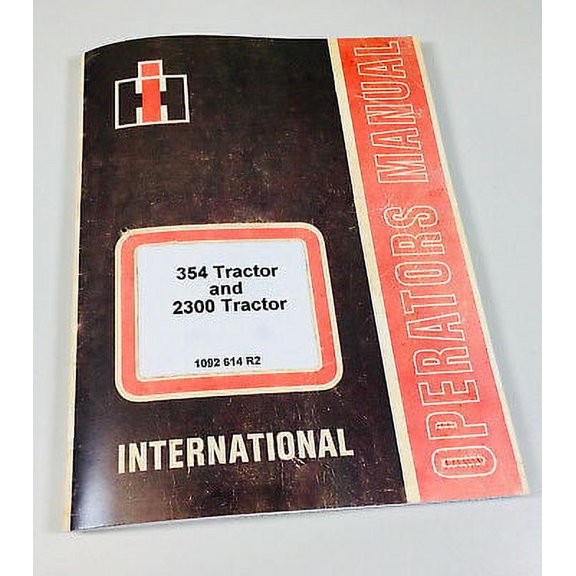 354 Tractor
and
2300 Tractor
1092 614 R2
INTERNATIONAL
OPERATORS MANUAL